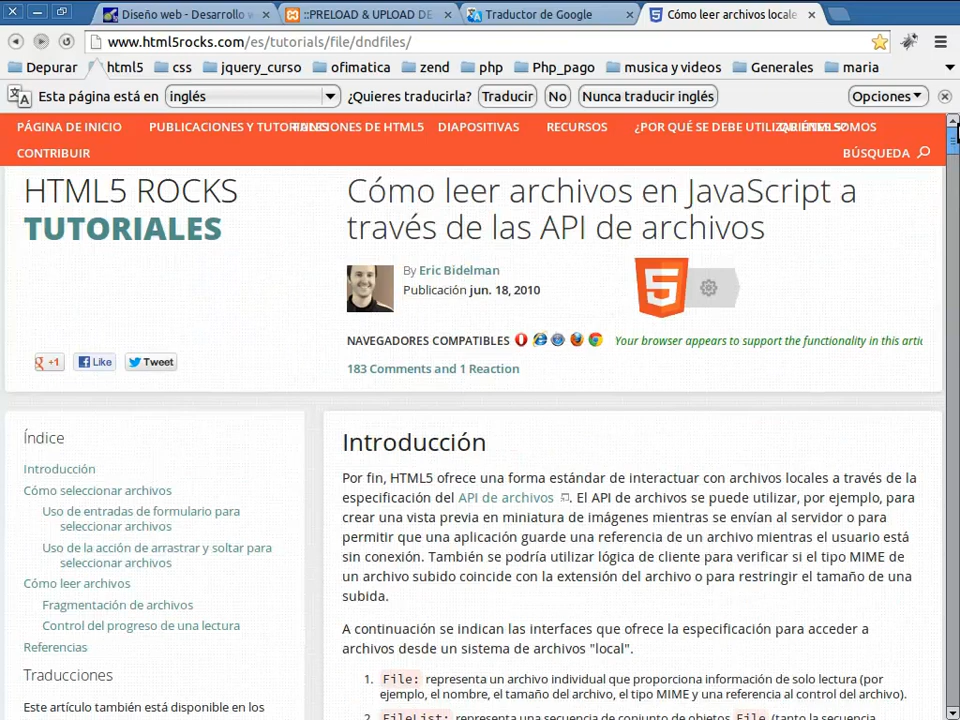 Diseño web - Desarrollo
::PRELOAD & UPLOAD DE
Traductor de Google
Cómo leer archivos locale
www.html5rocks.com/es/tutorials/file/dndfiles/
Depurar html5 css jquery_curso ofimatica zend php Php_pago musica y videos Generales maria
Esta página está en inglés ¿Quieres traducirla? Traducir No Nunca traducir inglés Opciones
PÁGINA DE INICIO PUBLICACIONES Y TUTORIALES FUNCIONES DE HTML5 DIAPOSITIVAS RECURSOS ¿POR QUÉ SE DEBE UTILIZAR HTML5? QUIÉNES SOMOS
CONTRIBUIR BÚSQUEDA
HTML5 ROCKS
TUTORIALES
Cómo leer archivos en JavaScript a
través de las API de archivos
By Eric Bidelman
Publicación jun. 18, 2010
NAVEGADORES COMPATIBLES Your browser appears to support the functionality in this artic
183 Comments and 1 Reaction
+1 Like Tweet
Índice
Introducción
Cómo seleccionar archivos
Uso de entradas de formulario para
seleccionar archivos
Uso de la acción de arrastrar y soltar para
seleccionar archivos
Cómo leer archivos
Fragmentación de archivos
Control del progreso de una lectura
Referencias
Traducciones
Este artículo también está disponible en los
Introducción
Por fin, HTML5 ofrece una forma estándar de interactuar con archivos locales a través de la
especificación del API de archivos. El API de archivos se puede utilizar, por ejemplo, para
crear una vista previa en miniatura de imágenes mientras se envían al servidor o para
permitir que una aplicación guarde una referencia de un archivo mientras el usuario está
sin conexión. También se podría utilizar lógica de cliente para verificar si el tipo MIME de
un archivo subido coincide con la extensión del archivo o para restringir el tamaño de una
subida.
A continuación se indican las interfaces que ofrece la especificación para acceder a
archivos desde un sistema de archivos "local".
1. File: representa un archivo individual que proporciona información de solo lectura (por
ejemplo, el nombre, el tamaño del archivo, el tipo MIME y una referencia al control del archivo).
2. FileList: representa una secuencia de conjunto de objetos File (tanto la secuencia